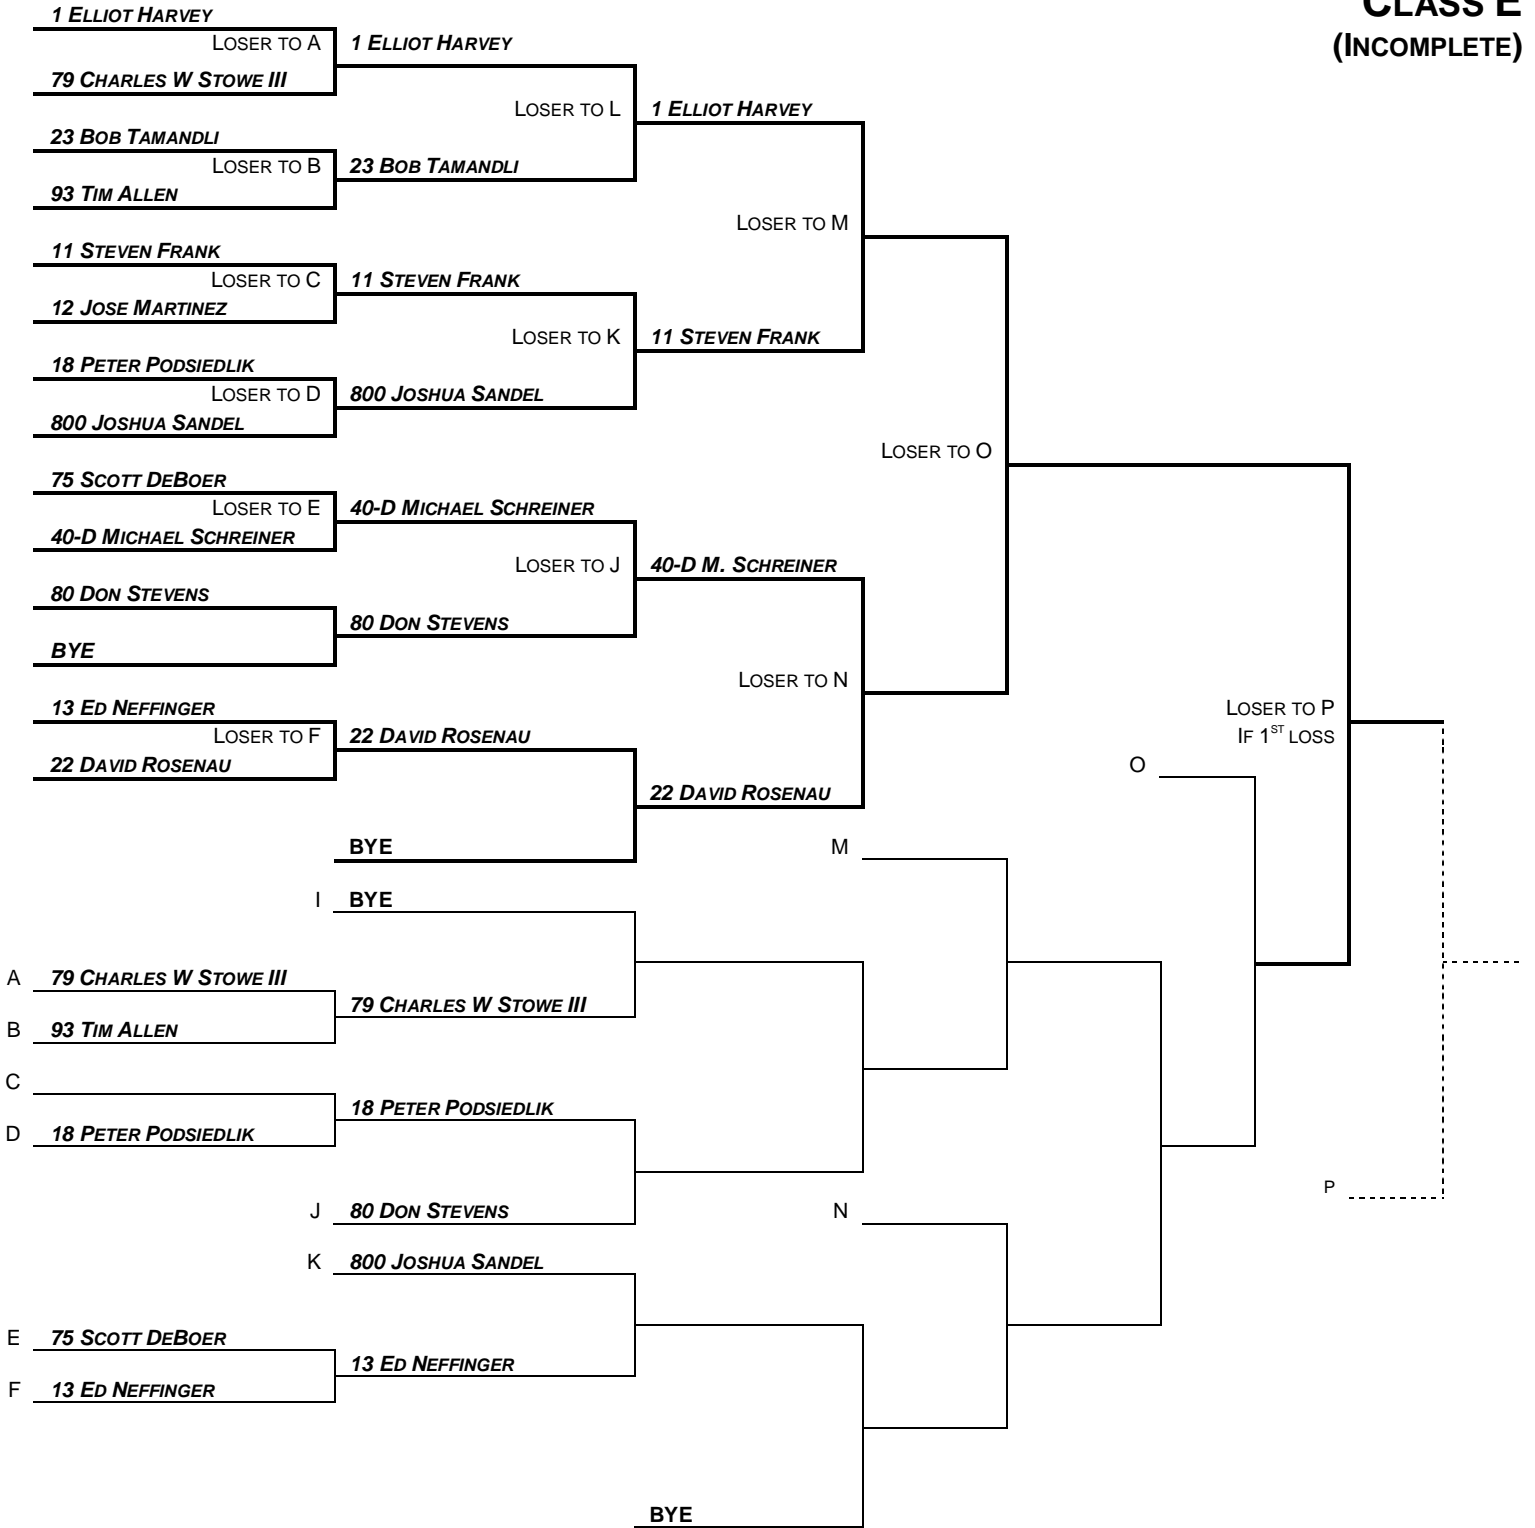 CLASS E
(INCOMPLETE)
1 ELLIOT HARVEY
LOSER TO A
1 ELLIOT HARVEY
79 CHARLES W STOWE III
LOSER TO L
1 ELLIOT HARVEY
23 BOB TAMANDLI
LOSER TO B
23 BOB TAMANDLI
93 TIM ALLEN
LOSER TO M
11 STEVEN FRANK
LOSER TO C
11 STEVEN FRANK
12 JOSE MARTINEZ
LOSER TO K
11 STEVEN FRANK
18 PETER PODSIEDLIK
LOSER TO D
800 JOSHUA SANDEL
800 JOSHUA SANDEL
LOSER TO O
75 SCOTT DEBOER
LOSER TO E
40-D MICHAEL SCHREINER
40-D MICHAEL SCHREINER
LOSER TO J
40-D M. SCHREINER
80 DON STEVENS
80 DON STEVENS
BYE
LOSER TO N
13 ED NEFFINGER
LOSER TO P
IF 1ST LOSS
LOSER TO F
22 DAVID ROSENAU
22 DAVID ROSENAU
O
22 DAVID ROSENAU
BYE
M
I
BYE
A
79 CHARLES W STOWE III
79 CHARLES W STOWE III
B
93 TIM ALLEN
C
18 PETER PODSIEDLIK
D
18 PETER PODSIEDLIK
P
J
80 DON STEVENS
N
K
800 JOSHUA SANDEL
E
75 SCOTT DEBOER
13 ED NEFFINGER
F
13 ED NEFFINGER
BYE